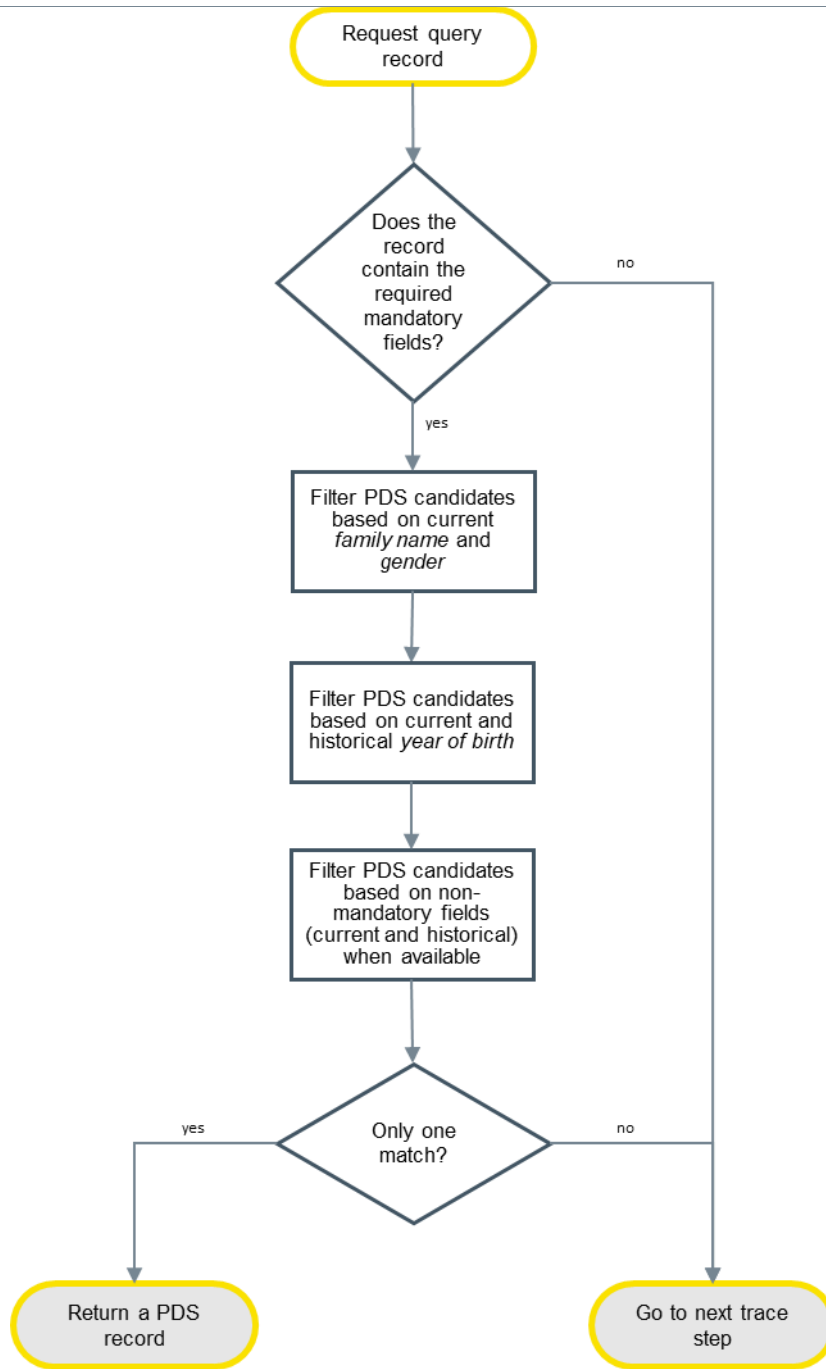 Request query
record
Does the
record
contain the
required
mandatory
fields?
no
yes
Filter PDS candidates
based on current
family name and
gender
Filter PDS candidates
based on current and
historical year of birth
Filter PDS candidates
based on non-
mandatory fields
(current and historical)
when available
yes
Only one
match?
no
Return a PDS
record
Go to next trace
step